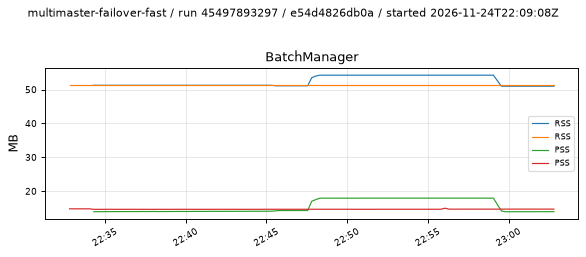 multimaster-failover-fast / run 45497893297 / e54d4826db0a / started 2026-11-24T22:09:08Z
BatchManager
MB
50
40
30
20
RSS
RSS
PSS
PSS
22:35
22:40
22:45
22:50
22:55
23:00